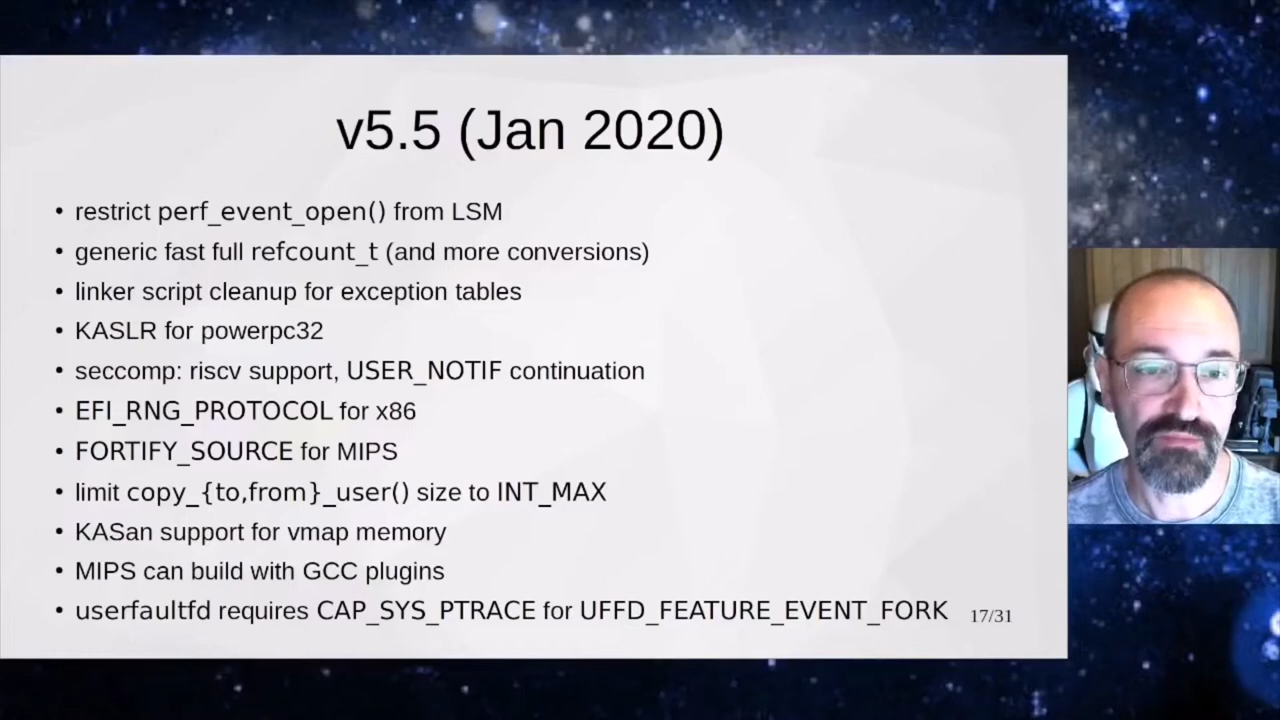 v5.5 (Jan 2020)
• restrict perf_event_open() from LSM
• generic fast full refcount_t (and more conversions)
• linker script cleanup for exception tables
• KASLR for powerpc32
• seccomp: riscv support, USER_NOTIF continuation
• EFI_RNG_PROTOCOL for x86
• FORTIFY_SOURCE for MIPS
• limit copy_{to,from}_user() size to INT_MAX
• KASan support for vmap memory
• MIPS can build with GCC plugins
• userfaultfd requires CAP_SYS_PTRACE for UFFD_FEATURE_EVENT_FORK
17/31